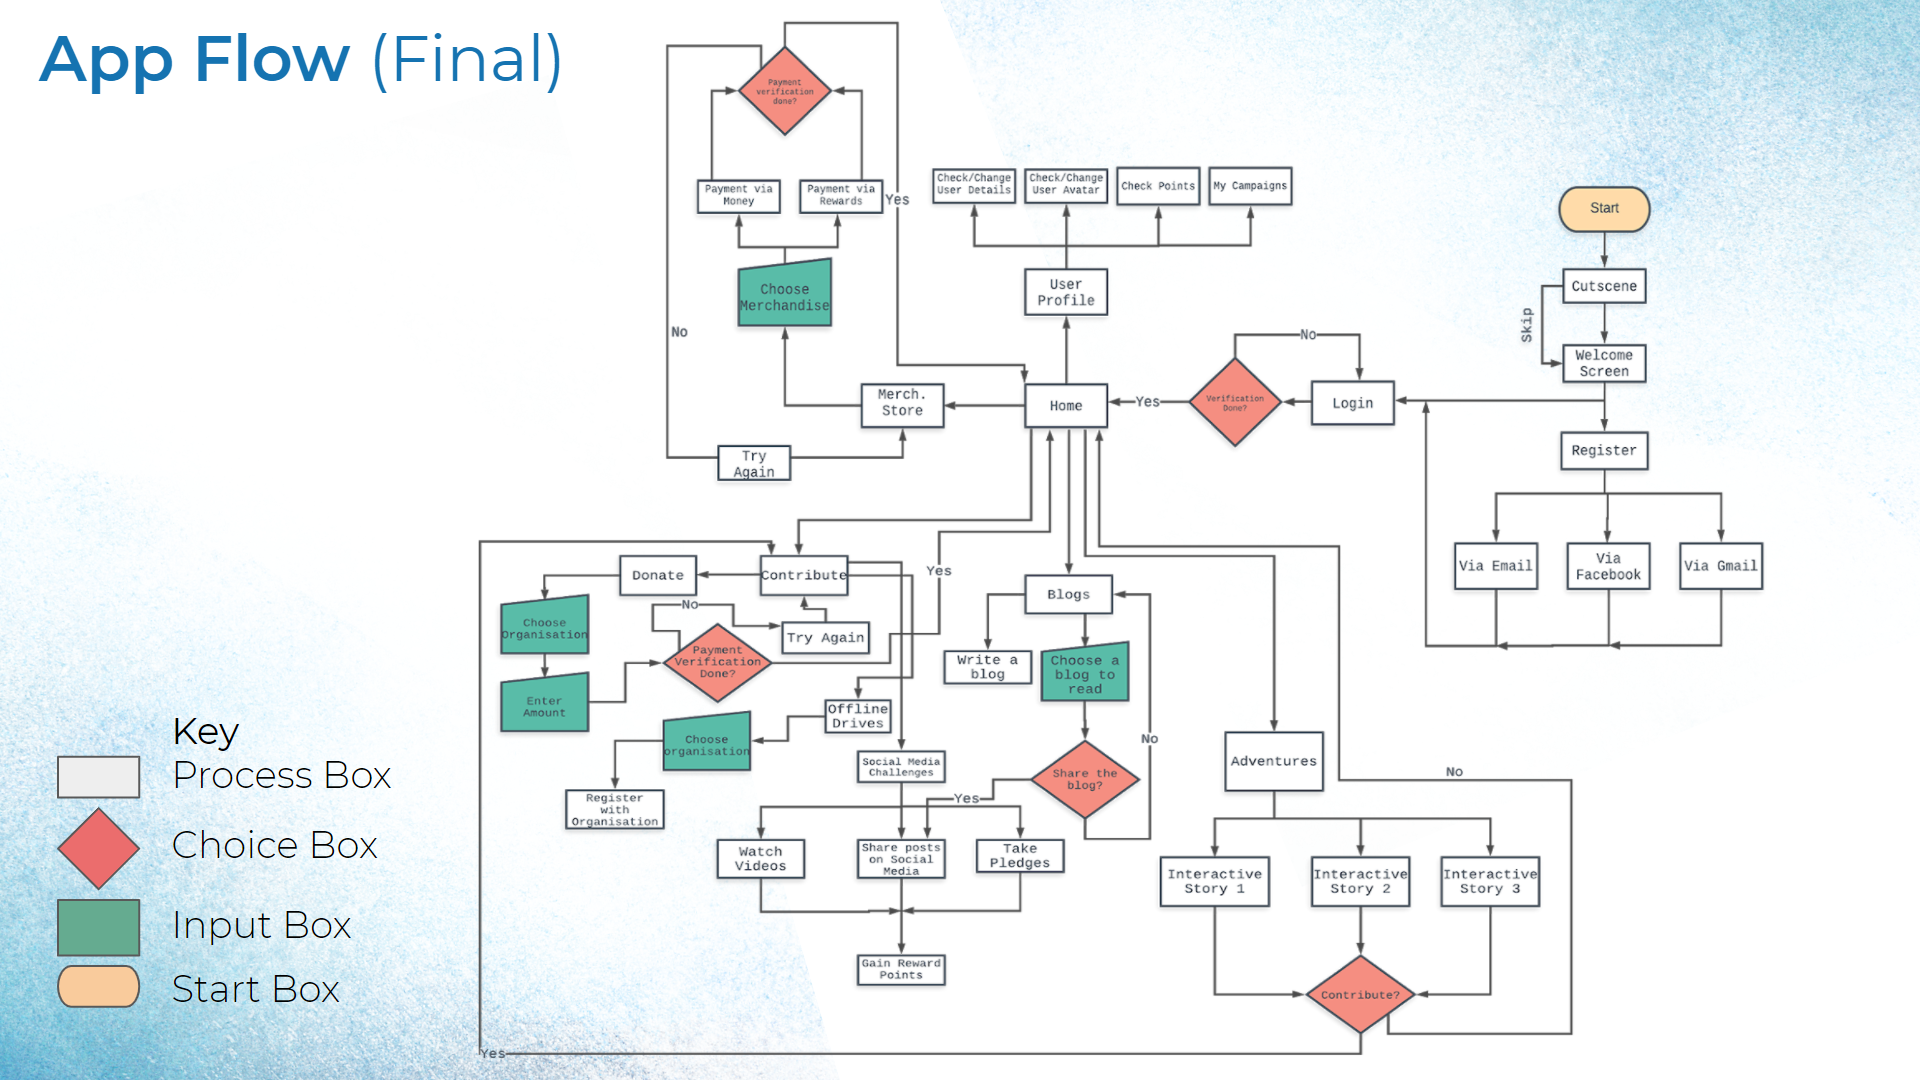 App Flow (Final)
Payment
verification
done?
Payment via
Money
Payment via
Rewards
Yes
No
Choose
Merchandise
Check/Change
User Details
Check/Change
User Avatar
Check Points
My Campaigns
User
Profile
Start
Cutscene
Skip
Welcome
Screen
No
Merch.
Store
Home
Yes
Verification
Done?
Login
Register
Try
Again
Via Email
Via
Facebook
Via Gmail
Donate
Contribute
Yes
Blogs
No
Choose
Organisation
Try Again
Payment
Verification
Done?
Write a
blog
Choose a
blog to
read
Enter
Amount
Offline
Drives
Choose
organisation
No
Social Media
Challenges
Share the
blog?
Adventures
No
Register
with
Organisation
Yes
Watch
Videos
Share posts
on Social
Media
Take
Pledges
Interactive
Story 1
Interactive
Story 2
Interactive
Story 3
Gain Reward
Points
Contribute?
Yes
Key
Process Box
Choice Box
Input Box
Start Box